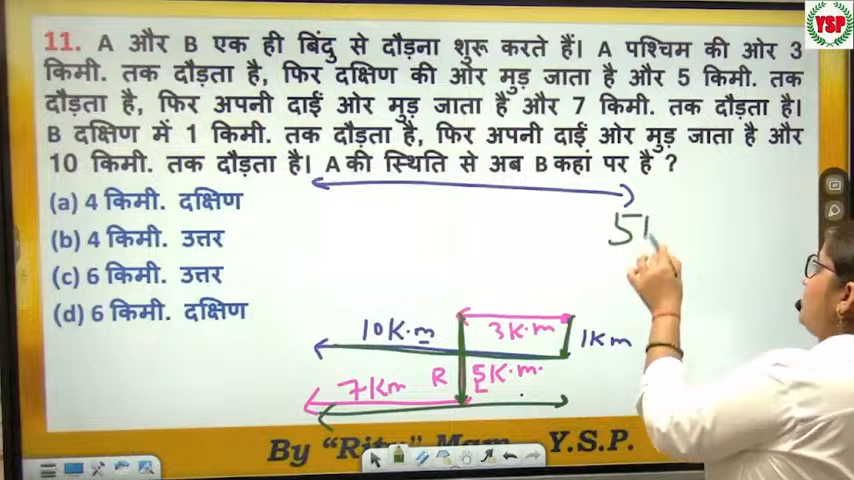 YSP
11. A और B एक ही बिंदु से दौड़ना शुरू करते हैं। A पश्चिम की ओर 3
किमी. तक दौड़ता है, फिर दक्षिण की ओर मुड़ जाता है और 5 किमी. तक
दौड़ता है, फिर अपनी दाईं ओर मुड़ जाता है और 7 किमी. तक दौड़ता है।
B दक्षिण में 1 किमी. तक दौड़ता है, फिर अपनी दाईं ओर मुड़ जाता है और
10 किमी. तक दौड़ता है। A की स्थिति से अब B कहां पर है ?
(a) 4 किमी. दक्षिण
(b) 4 किमी. उत्तर
(c) 6 किमी. उत्तर
(d) 6 किमी. दक्षिण
10K.m
3K.m
1Km
7Km
R
5K.m.
By "Ritu" Mam Y.S.P.